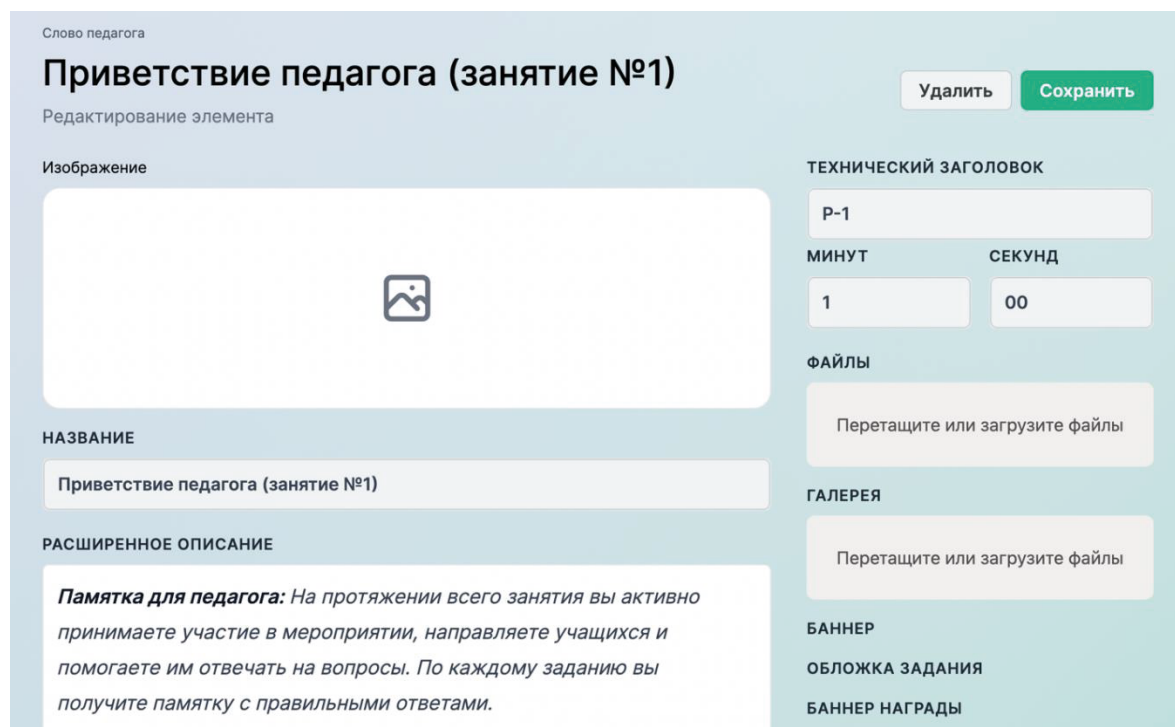 Слово педагога
Приветствие педагога (занятие №1)
Удалить
Сохранить
Редактирование элемента
Изображение
НАЗВАНИЕ
Приветствие педагога (занятие №1)
РАСШИРЕННОЕ ОПИСАНИЕ
Памятка для педагога: На протяжении всего занятия вы активно
принимаете участие в мероприятии, направляете учащихся и
помогаете им отвечать на вопросы. По каждому заданию вы
получите памятку с правильными ответами.
ТЕХНИЧЕСКИЙ ЗАГОЛОВОК
P-1
МИНУТ
СЕКУНД
1
00
ФАЙЛЫ
Перетащите или загрузите файлы
ГАЛЕРЕЯ
Перетащите или загрузите файлы
БАННЕР
ОБЛОЖКА ЗАДАНИЯ
БАННЕР НАГРАДЫ